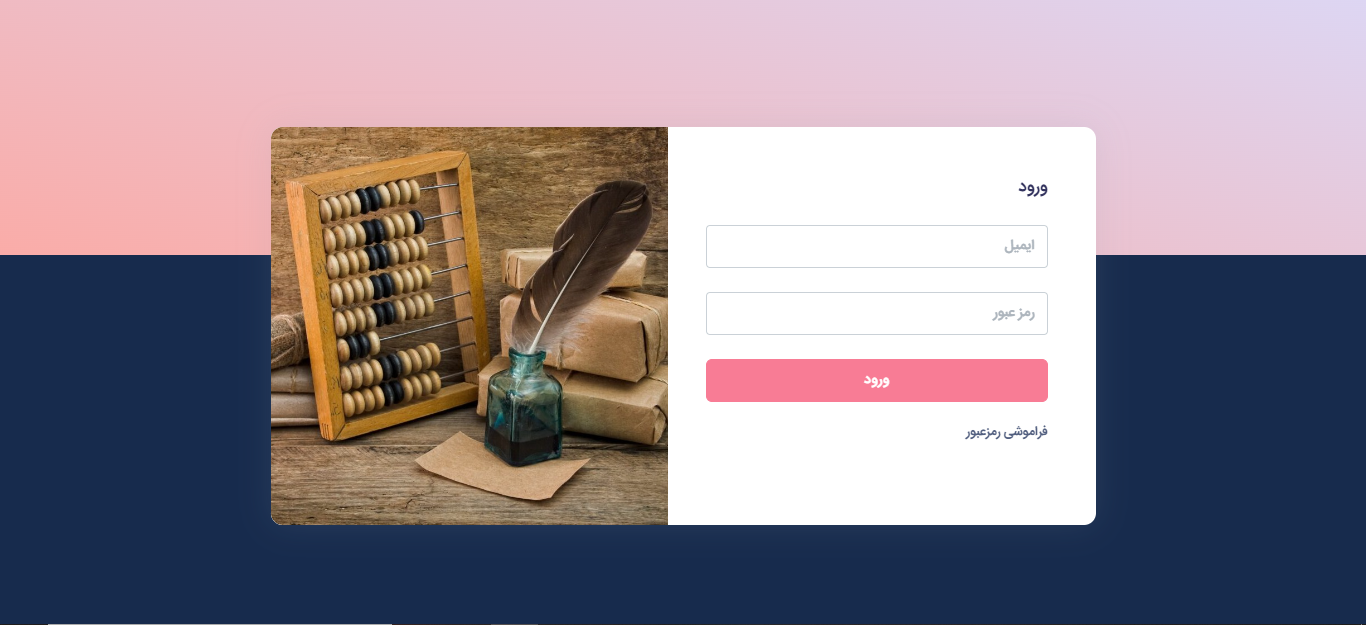 ورود
ایمیل
رمز عبور
ورود
فراموشی رمزعبور